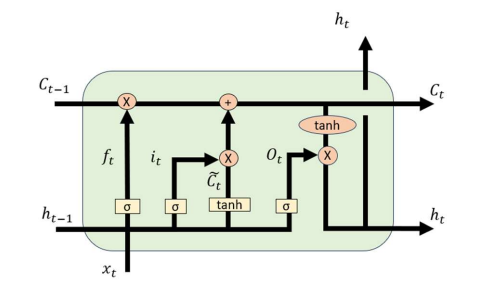 h_t
C_{t-1}
X
+
C_t
tanh
f_t
i_t
X
O_t
X
C̃_t
σ
σ
tanh
σ
h_{t-1}
h_t
x_t